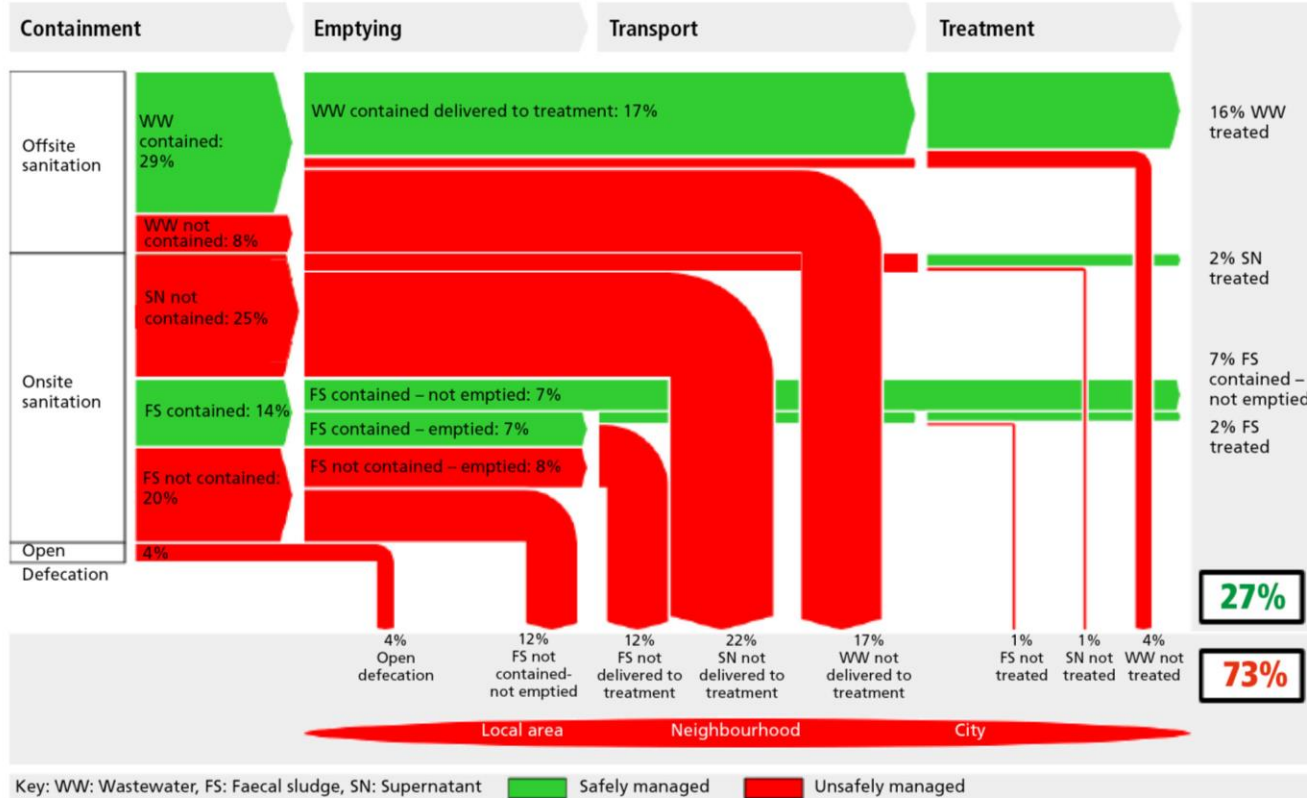 Containment
Emptying
Transport
Treatment
Offsite
sanitation
WW
contained:
29%
WW contained delivered to treatment: 17%
16% WW
treated
WW not
contained: 8%
2% SN
treated
Onsite
sanitation
SN not
contained: 25%
FS contained: 14%
FS contained – not emptied: 7%
FS contained – emptied: 7%
7% FS
contained –
not emptied
2% FS
treated
FS not contained:
20%
FS not contained – emptied: 8%
Open
Defecation
4%
27%
73%
4%
Open
defecation
12%
FS not
contained-
not emptied
12%
FS not
delivered to
treatment
22%
SN not
delivered to
treatment
17%
WW not
delivered to
treatment
1%
FS not
treated
1%
SN not
treated
4%
WW not
treated
Local area
Neighbourhood
City
Key: WW: Wastewater, FS: Faecal sludge, SN: Supernatant
Safely managed
Unsafely managed